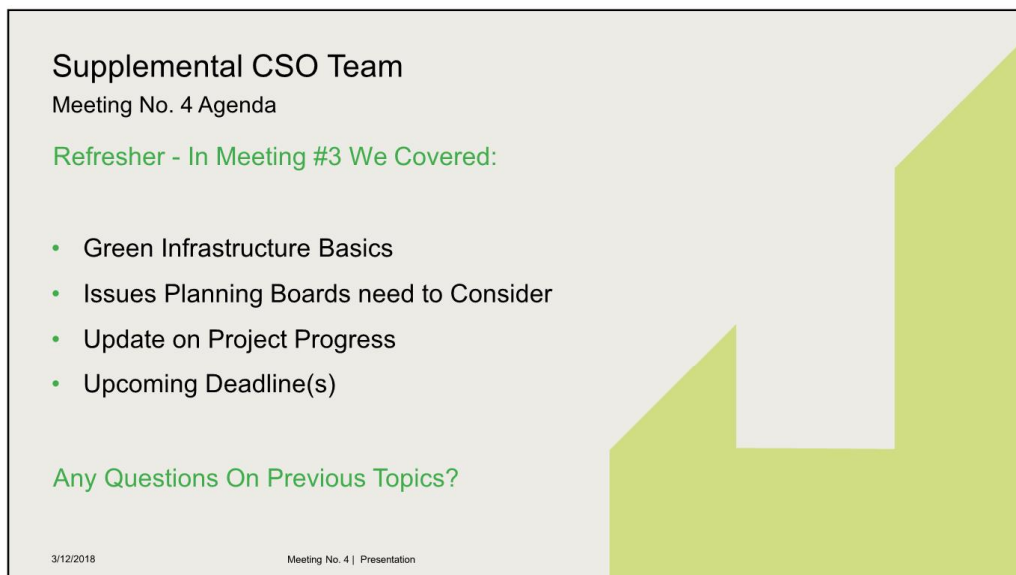 Supplemental CSO Team
Meeting No. 4 Agenda
Refresher - In Meeting #3 We Covered:
• Green Infrastructure Basics
• Issues Planning Boards need to Consider
• Update on Project Progress
• Upcoming Deadline(s)
Any Questions On Previous Topics?
3/12/2018 Meeting No. 4 | Presentation